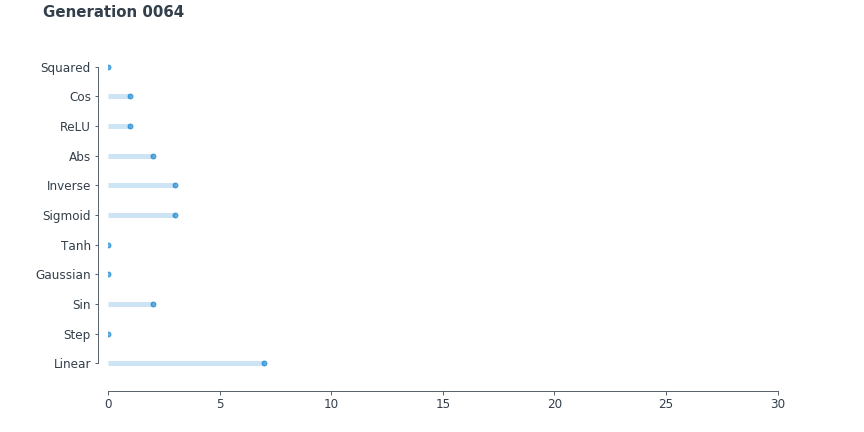 Generation 0064
Squared
Cos
ReLU
Abs
Inverse
Sigmoid
Tanh
Gaussian
Sin
Step
Linear
0 5 10 15 20 25 30